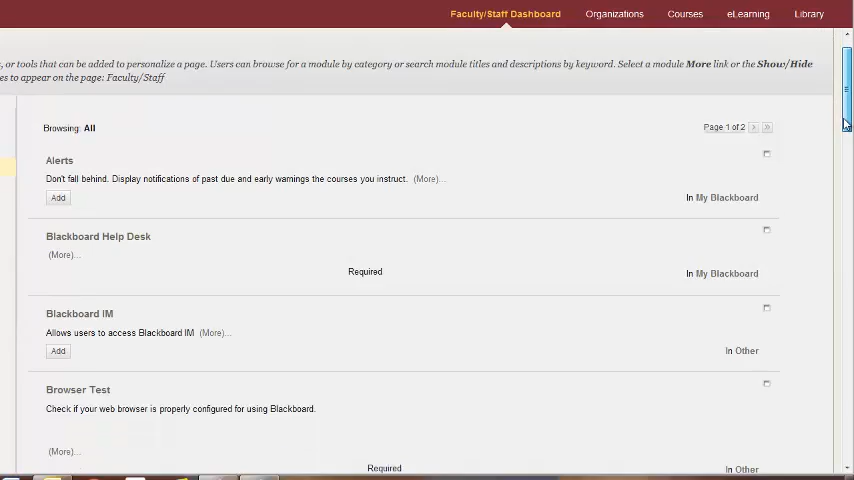 Faculty/Staff Dashboard Organizations Courses eLearning Library
, or tools that can be added to personalize a page. Users can browse for a module by category or search module titles and descriptions by keyword. Select a module More link or the Show/Hide
es to appear on the page: Faculty/Staff
Browsing: All
Page 1 of 2 > »
Alerts
Don't fall behind. Display notifications of past due and early warnings the courses you instruct. (More)...
Add
In My Blackboard
Blackboard Help Desk
(More)...
Required
In My Blackboard
Blackboard IM
Allows users to access Blackboard IM (More)...
Add
In Other
Browser Test
Check if your web browser is properly configured for using Blackboard.
(More)...
Required
In Other